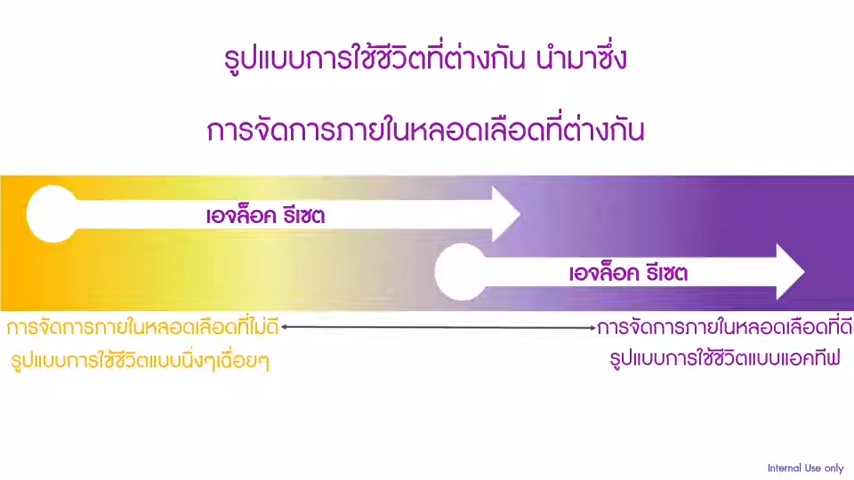 รูปแบบการใช้ชีวิตที่ต่างกัน นำมาซึ่ง
การจัดการภายในหลอดเลือดที่ต่างกัน
เอจล็อค รีเซต
เอจล็อค รีเซต
การจัดการภายในหลอดเลือดที่ไม่ดี
รูปแบบการใช้ชีวิตแบบนิ่งๆเฉื่อยๆ
การจัดการภายในหลอดเลือดที่ดี
รูปแบบการใช้ชีวิตแบบแอคทีฟ
Internal Use only